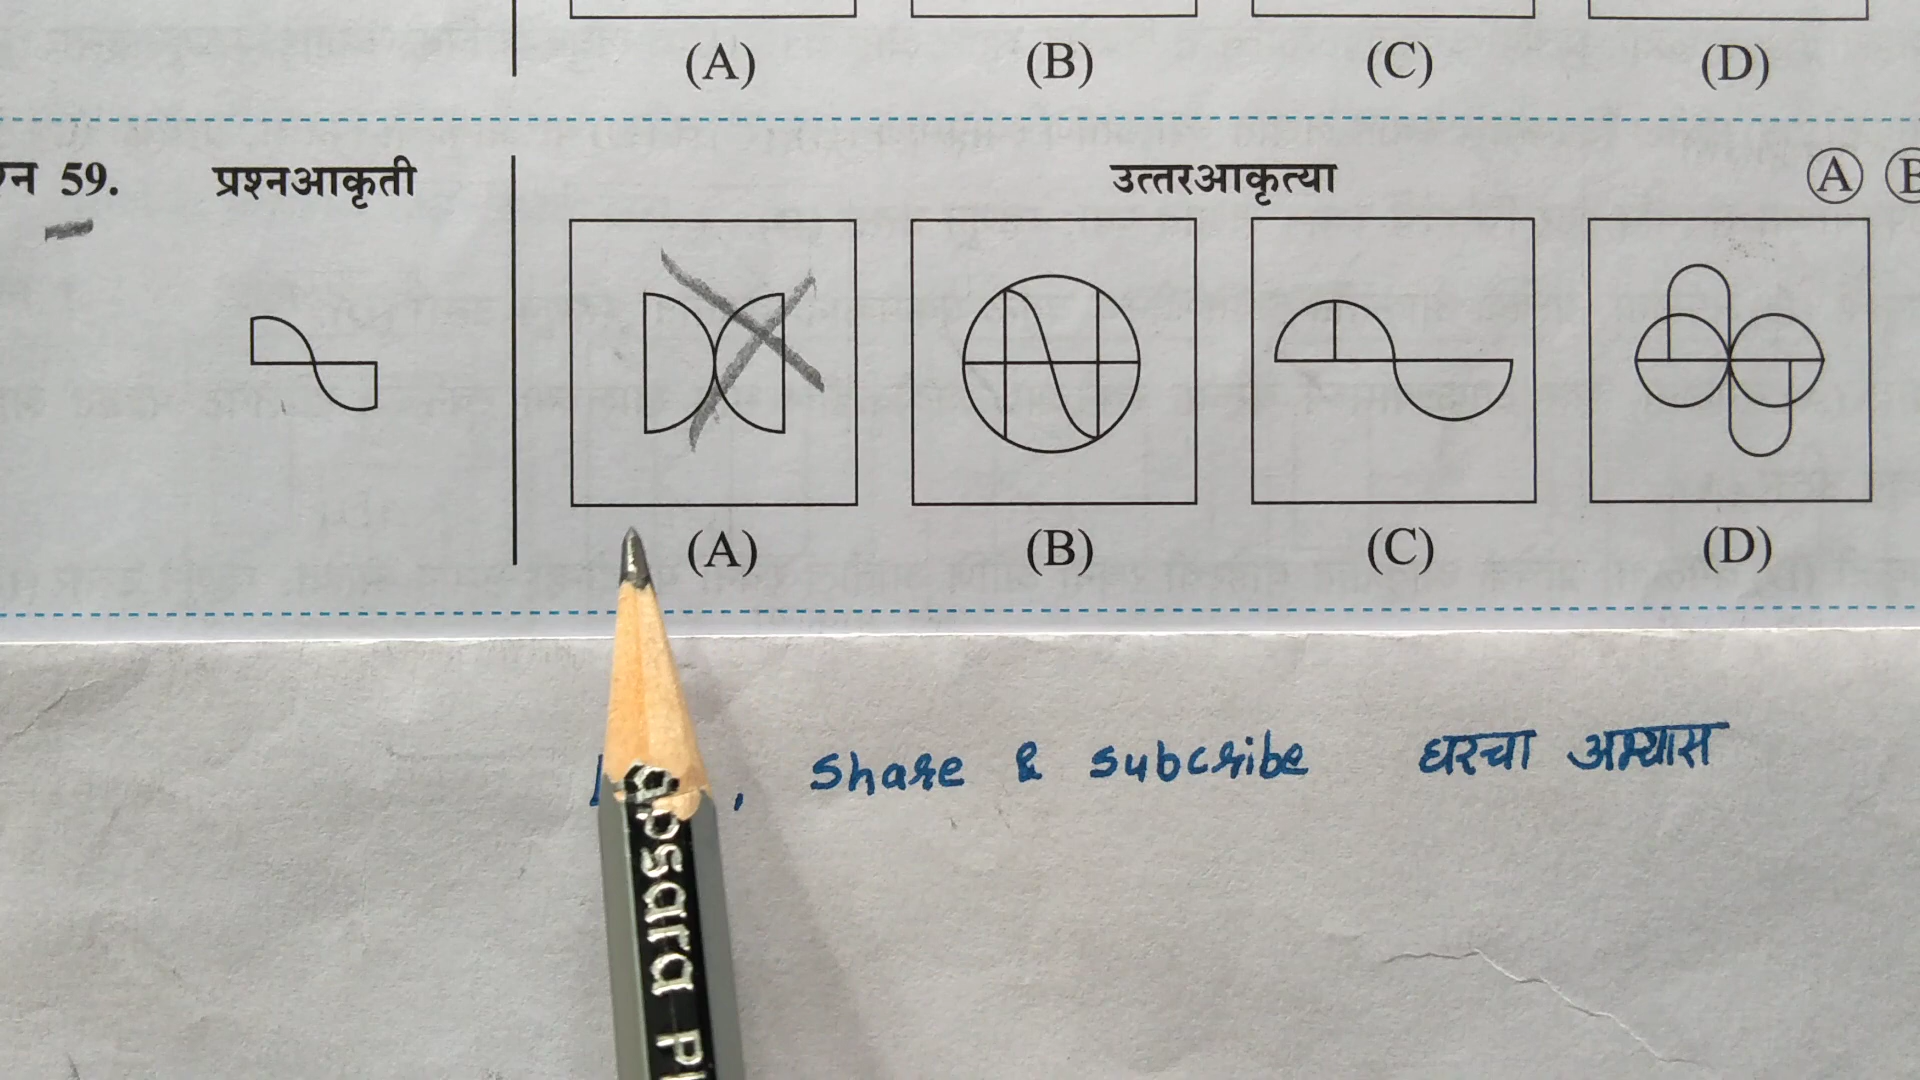 (A) (B) (C) (D)
59. प्रश्नआकृती उत्तरआकृत्या A B
(A) (B) (C) (D)
, Share & subcribe घरचा अभ्यास
apsara